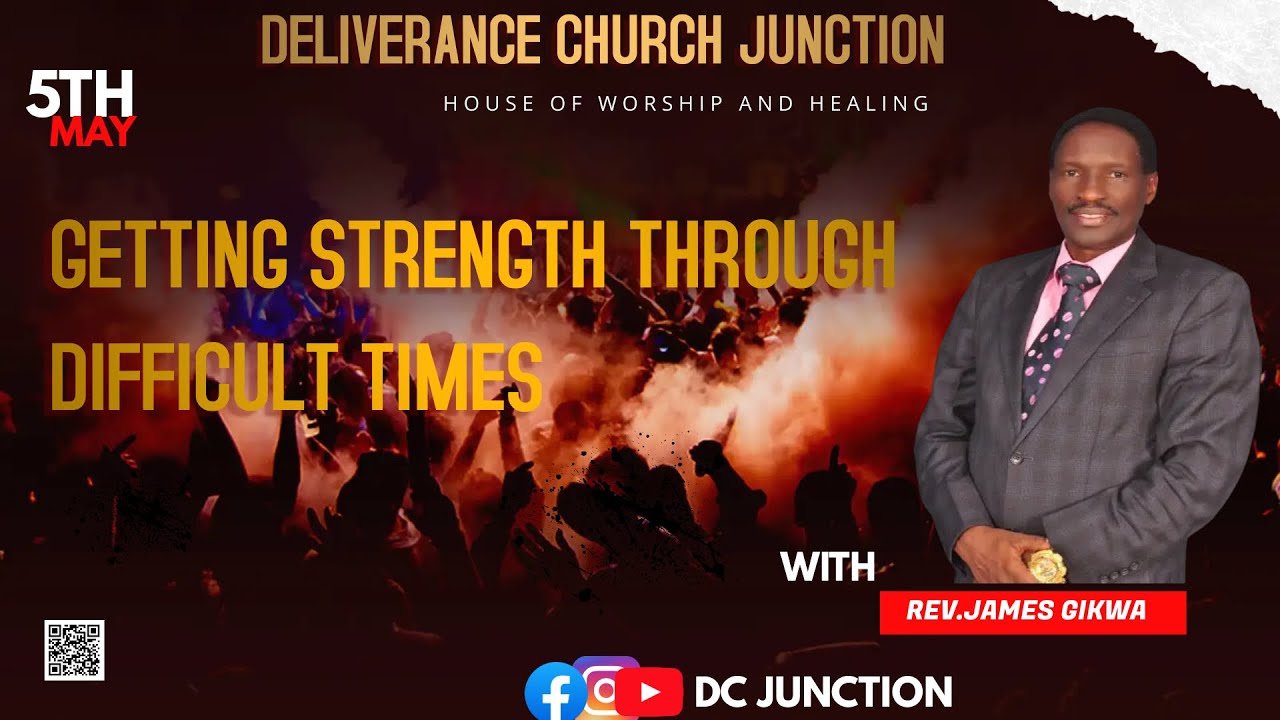 DELIVERANCE CHURCH JUNCTION
HOUSE OF WORSHIP AND HEALING
5TH
MAY
GETTING STRENGTH THROUGH
DIFFICULT TIMES
WITH
REV.JAMES GIKWA
DC JUNCTION